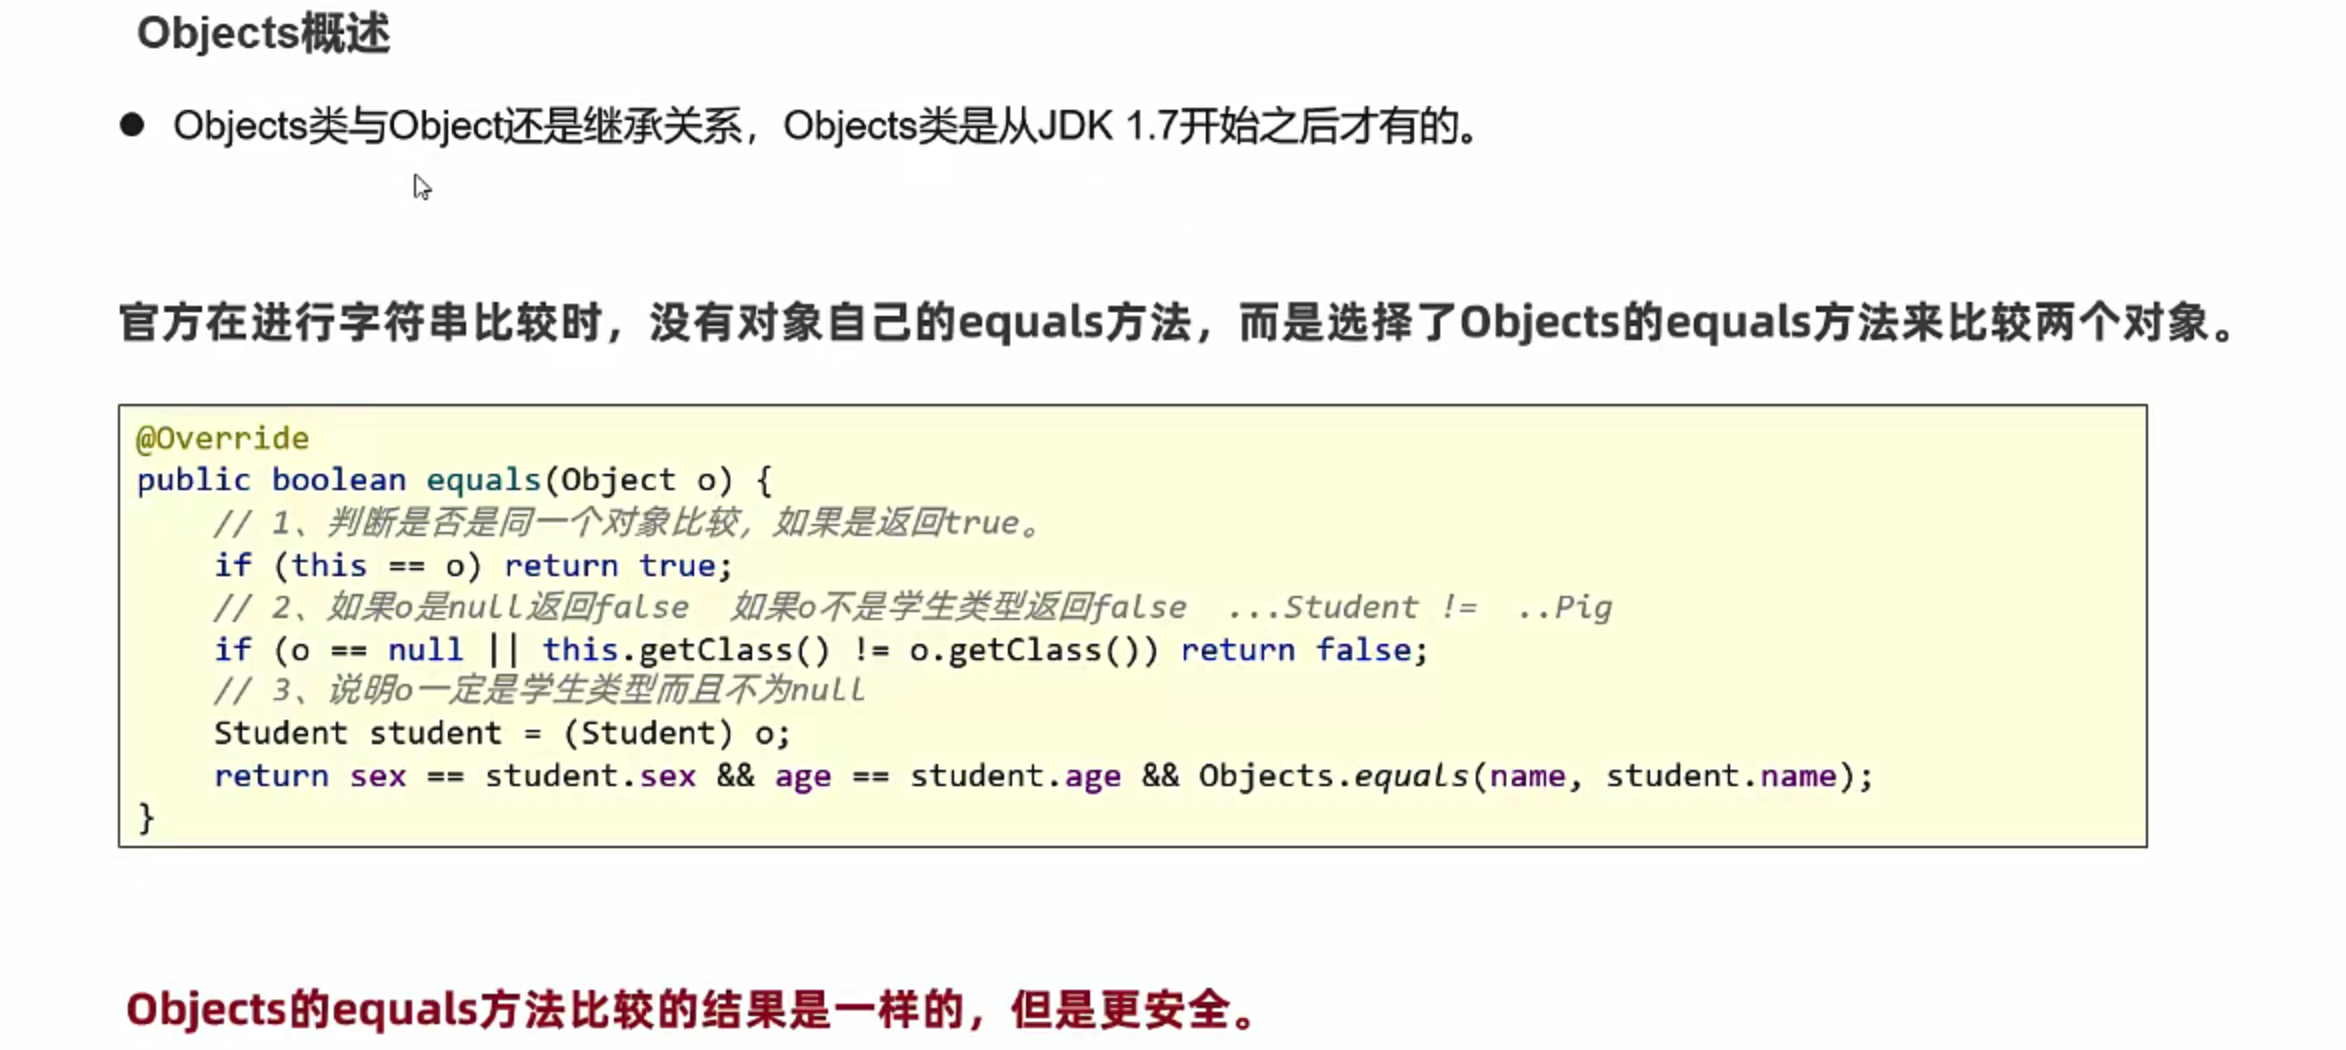 Objects概述
● Objects类与Object还是继承关系，Objects类是从JDK 1.7开始之后才有的。
官方在进行字符串比较时，没有对象自己的equals方法，而是选择了Objects的equals方法来比较两个对象。
@Override
public boolean equals(Object o) {
    // 1、判断是否是同一个对象比较，如果是返回true。
    if (this == o) return true;
    // 2、如果o是null返回false  如果o不是学生类型返回false  ...Student !=  ..Pig
    if (o == null || this.getClass() != o.getClass()) return false;
    // 3、说明o一定是学生类型而且不为null
    Student student = (Student) o;
    return sex == student.sex && age == student.age && Objects.equals(name, student.name);
}
Objects的equals方法比较的结果是一样的，但是更安全。